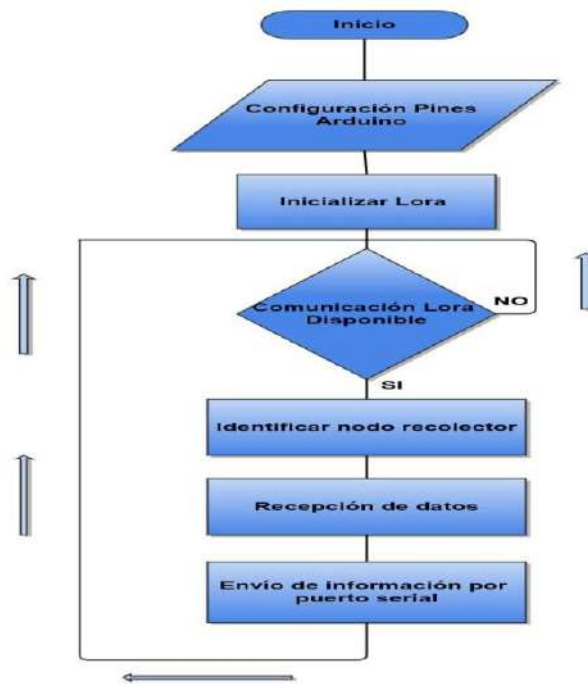 Inicio
Configuración Pines
Arduino
Inicializar Lora
Comunicación Lora
Disponible
NO
SI
Identificar nodo recolector
Recepción de datos
Envío de información por
puerto serial